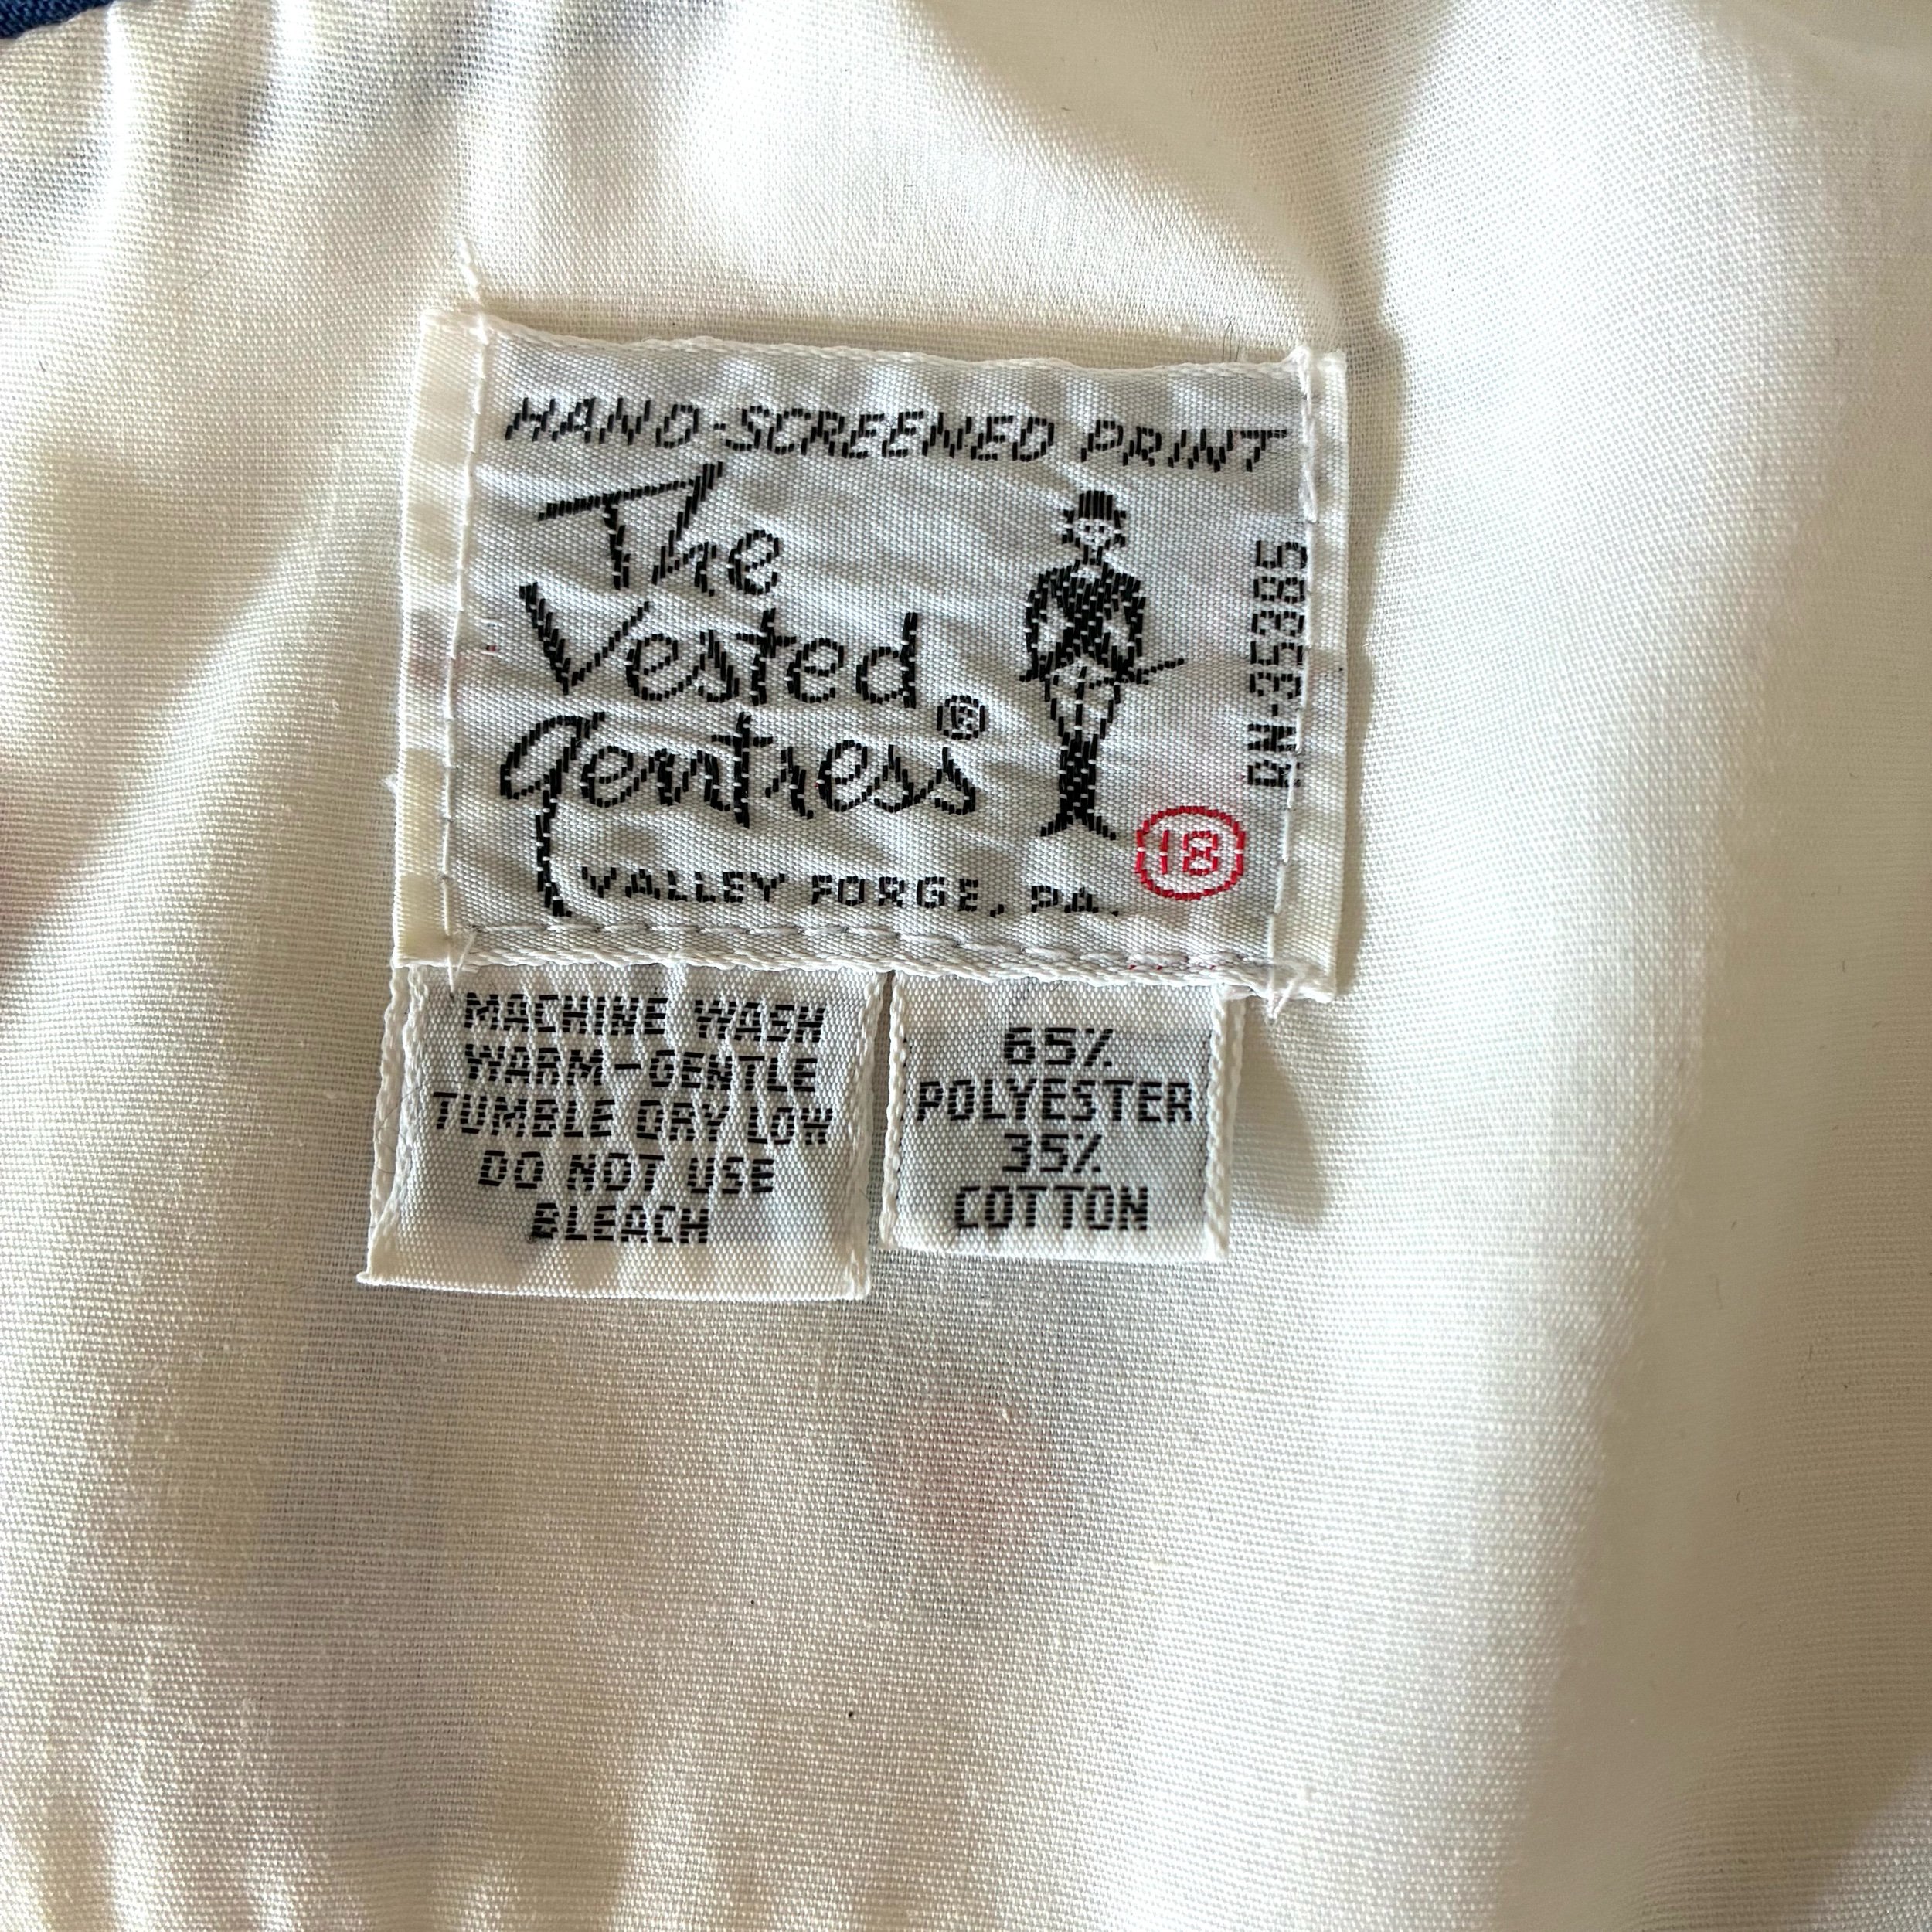 HAND-SCREENED PRINT
The
Vested
Gentress®
VALLEY FORGE, PA.
18
RN-35385
MACHINE WASH
WARM-GENTLE
TUMBLE DRY LOW
DO NOT USE
BLEACH
65%
POLYESTER
35%
COTTON